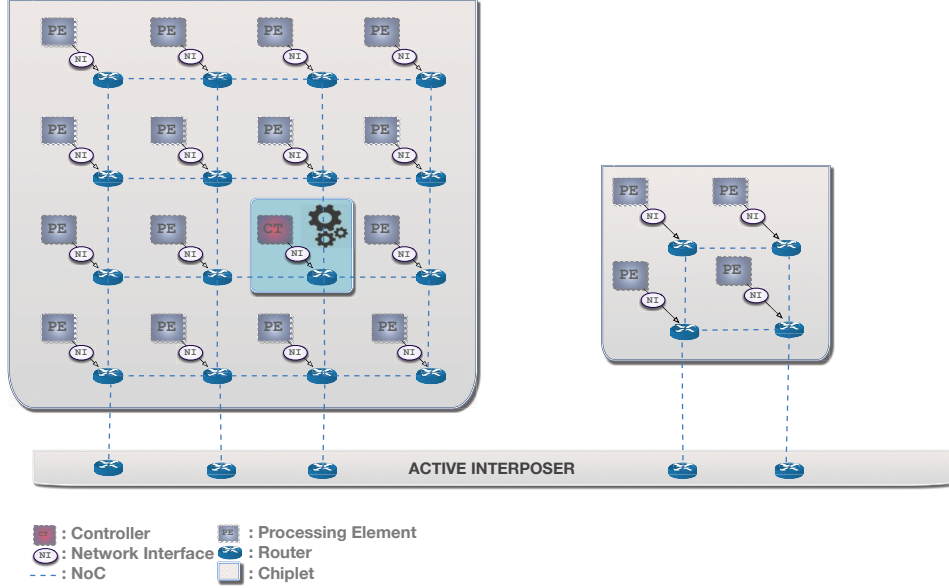 PE PE PE PE
NI NI NI NI
PE PE PE PE
NI NI NI NI
PE PE
NI NI
PE PE CT PE
NI NI NI NI
PE PE
NI NI
PE PE PE PE
NI NI NI NI
ACTIVE INTERPOSER
CT : Controller PE : Processing Element
NI : Network Interface : Router
: NoC : Chiplet